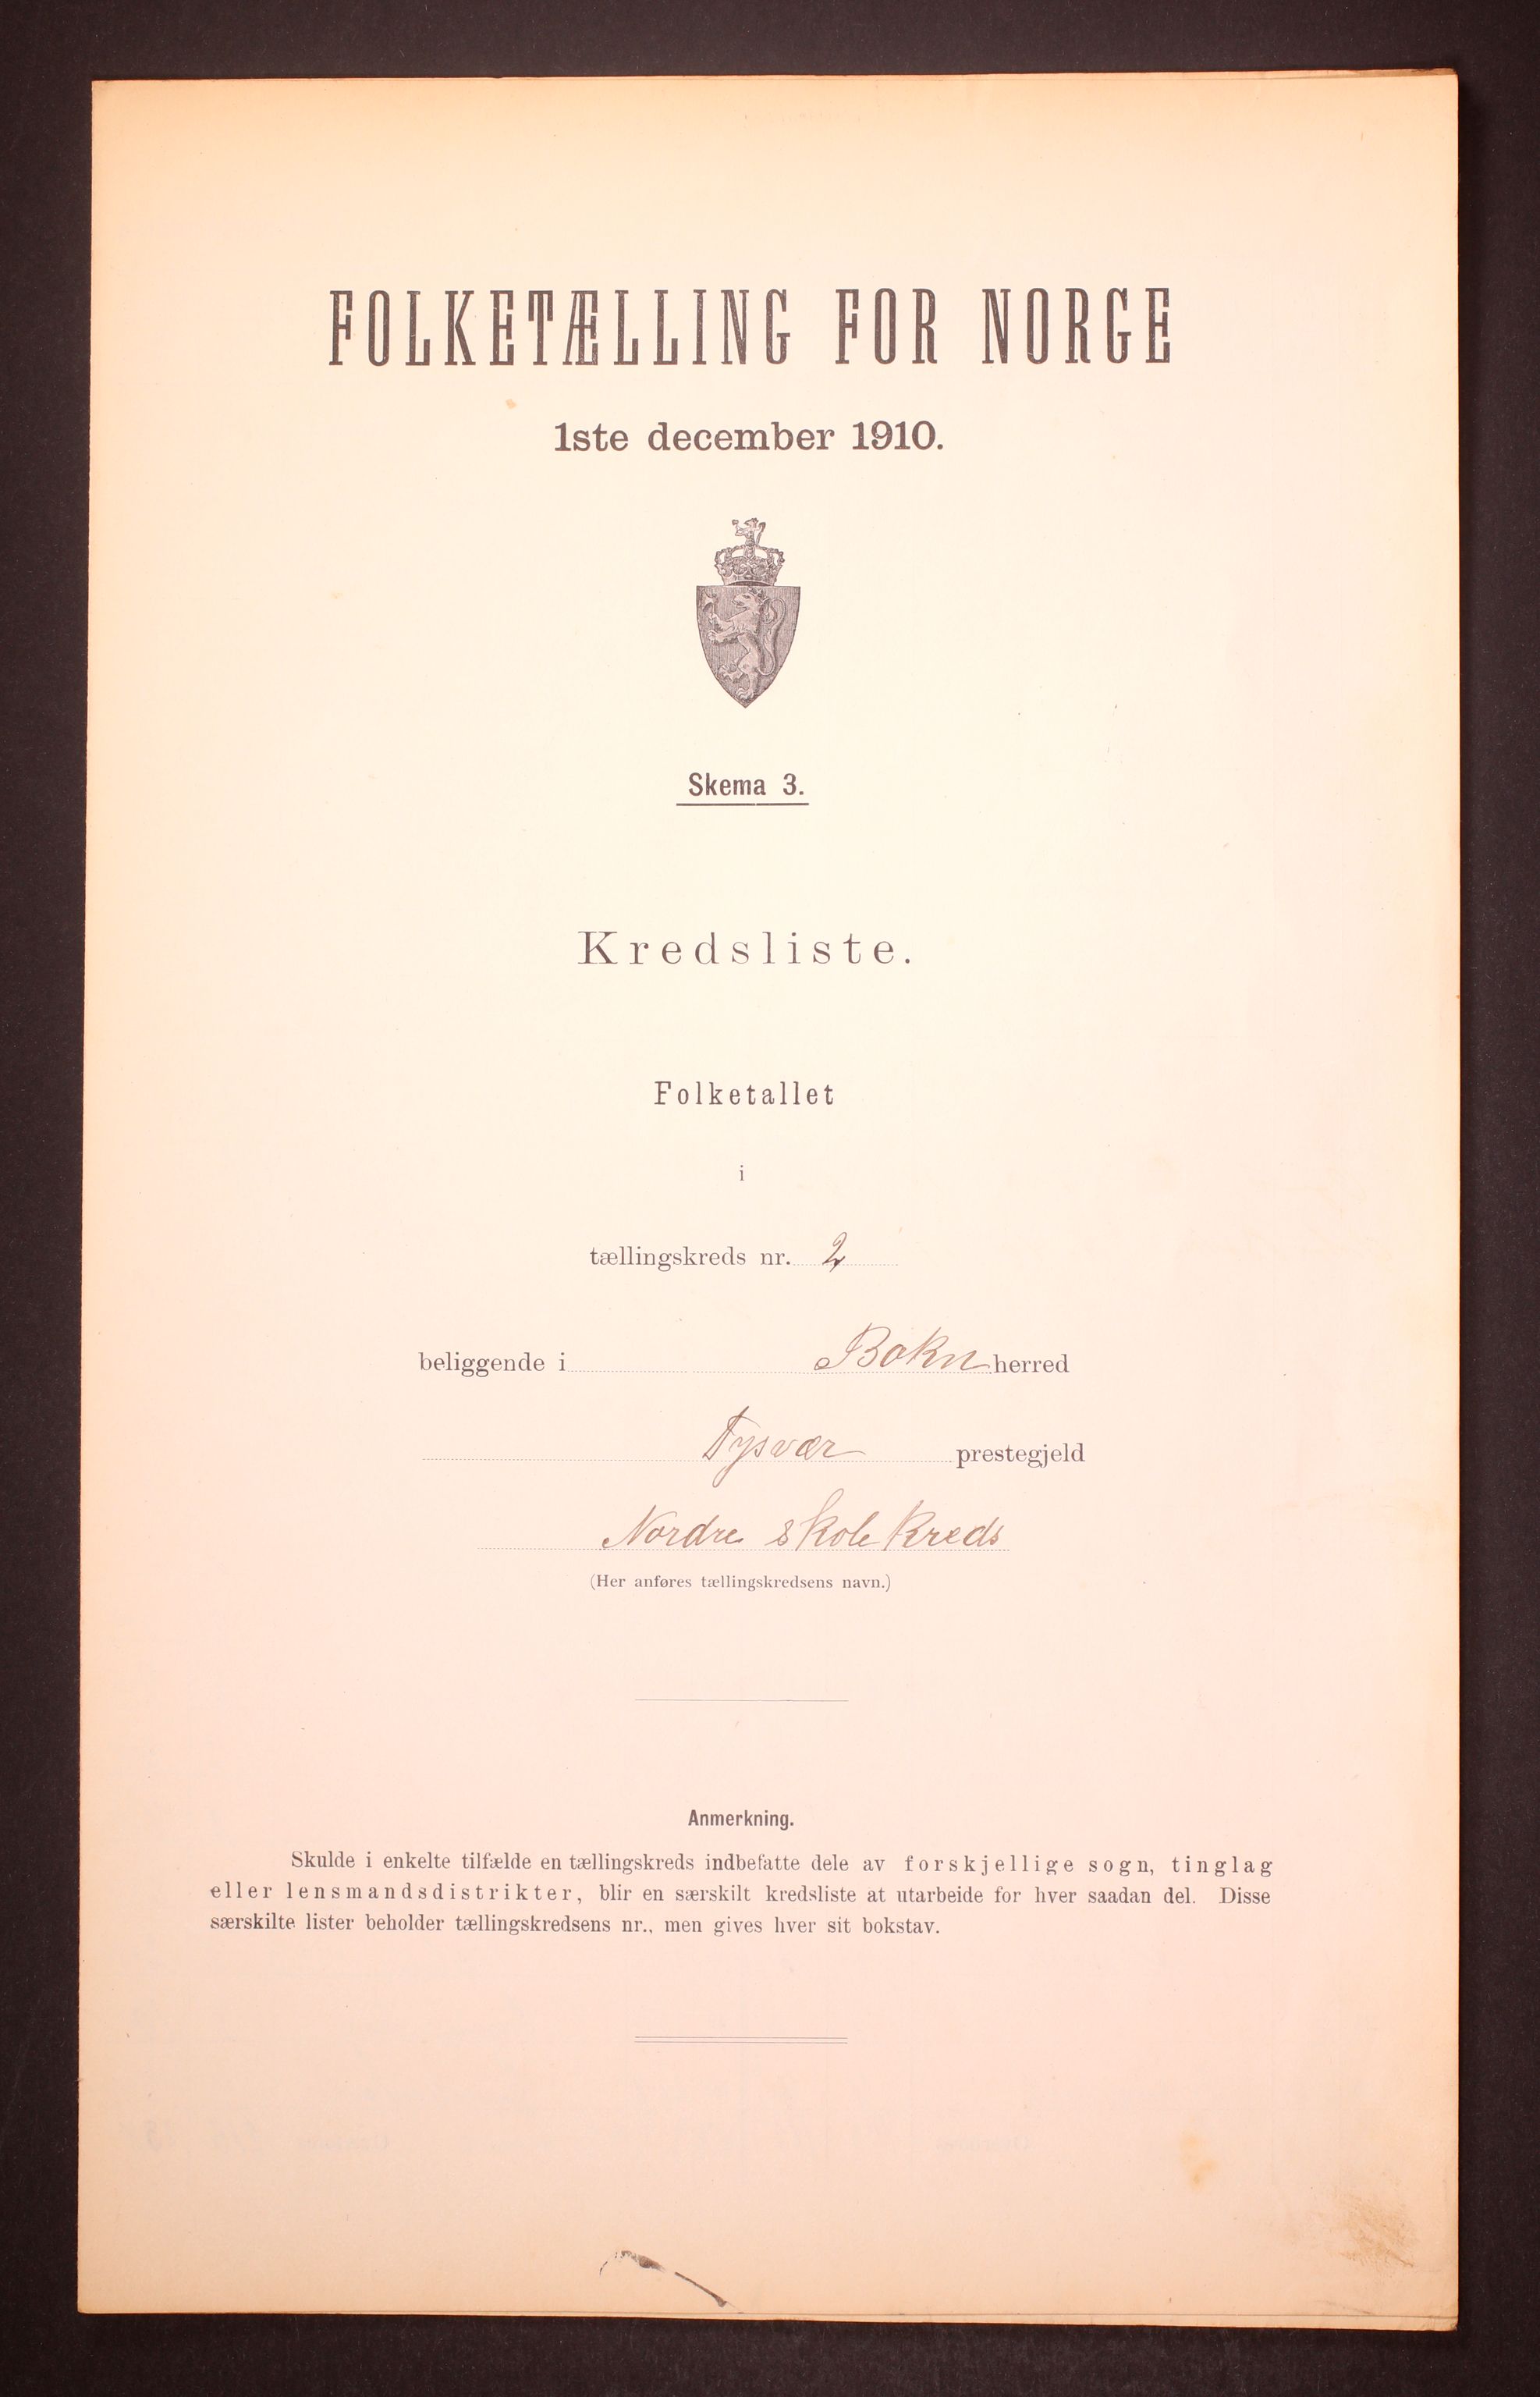 FOLKETÆLLING FOR NORGE
1ste december 1910.
Skema 3.
Kredsliste.
Folketallet
i
tællingskreds nr. 2
beliggende i Bokn herred
Tysvær prestegjeld
Nordre skolekreds
(Her anføres tællingskredsens navn.)
Anmerkning.
Skulde i enkelte tilfælde en tællingskreds indbefatte dele av forskjellige sogn, tinglag
eller lensmandsdistrikter, blir en særskilt kredsliste at utarbeide for hver saadan del. Disse
særskilte lister beholder tællingskredsens nr., men gives hver sit bokstav.